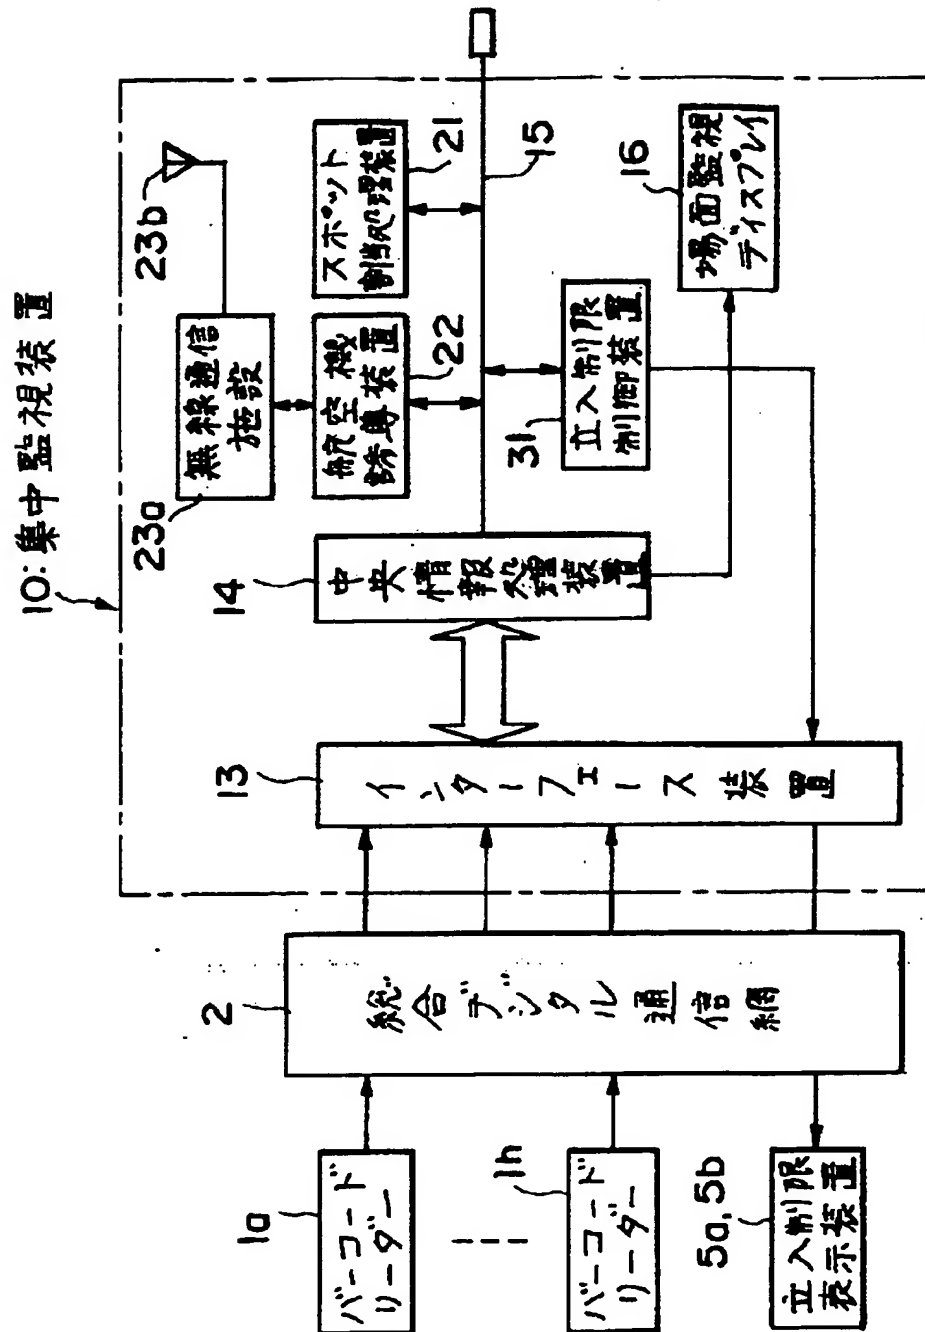 10:集中監視装置
23b
無線通信
施設
23a
スポット
割当処理装置
21
航空機
誘導装置
22
15
14
中央情報処理装置
31
立入制限
制御装置
16
場面監視
ディスプレイ
13
インターフェース装置
2
総合デジタル通信網
1a
バーコード
リーダー
1n
バーコード
リーダー
5a,5b
立入制限
表示装置